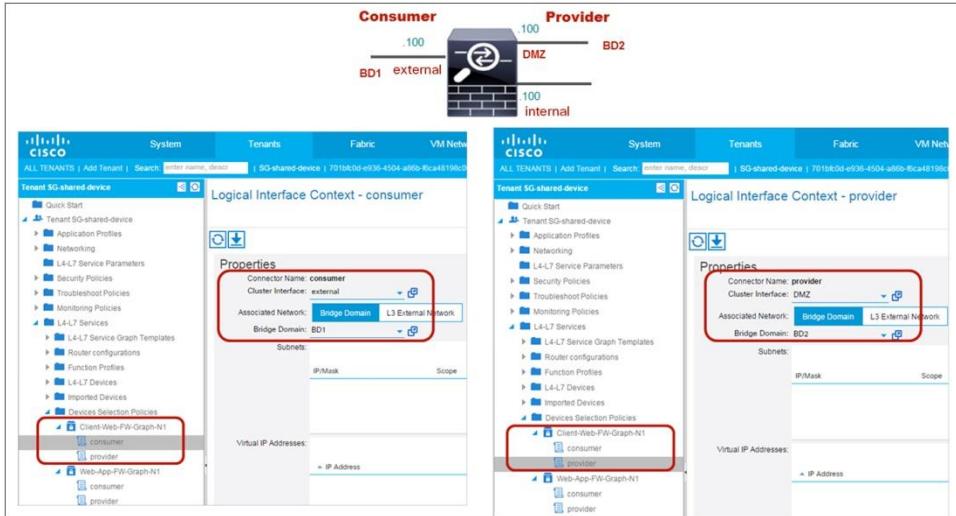 Consumer Provider
.100 .100
BD2
DMZ
BD1 external
.100
internal
CISCO System Tenants Fabric VM Netw
ALL TENANTS | Add Tenant | Search: enter name, descr | SG-shared-device |
Tenant SG-shared-device
Quick Start
Tenant SG-shared-device
Application Profiles
Networking
L4-L7 Service Parameters
Security Policies
Troubleshoot Policies
Monitoring Policies
L4-L7 Services
L4-L7 Service Graph Templates
Router configurations
Function Profiles
L4-L7 Devices
Imported Devices
Devices Selection Policies
Client-Web-FW-Graph-N1
consumer
provider
Web-App-FW-Graph-N1
consumer
provider
Logical Interface Context - consumer
Properties
Connector Name: consumer
Cluster Interface: external
Associated Network: Bridge Domain L3 External Network
Bridge Domain: BD1
Subnets:
IP/Mask Scope
Virtual IP Addresses:
IP Address
CISCO System Tenants Fabric VM Net
ALL TENANTS | Add Tenant | Search: enter name, descr | SG-shared-device |
Tenant SG-shared-device
Quick Start
Tenant SG-shared-device
Application Profiles
Networking
L4-L7 Service Parameters
Security Policies
Troubleshoot Policies
Monitoring Policies
L4-L7 Services
L4-L7 Service Graph Templates
Router configurations
Function Profiles
L4-L7 Devices
Imported Devices
Devices Selection Policies
Client-Web-FW-Graph-N1
consumer
provider
Web-App-FW-Graph-N1
consumer
provider
Logical Interface Context - provider
Properties
Connector Name: provider
Cluster Interface: DMZ
Associated Network: Bridge Domain L3 External Network
Bridge Domain: BD2
Subnets:
IP/Mask Scope
Virtual IP Addresses:
IP Address